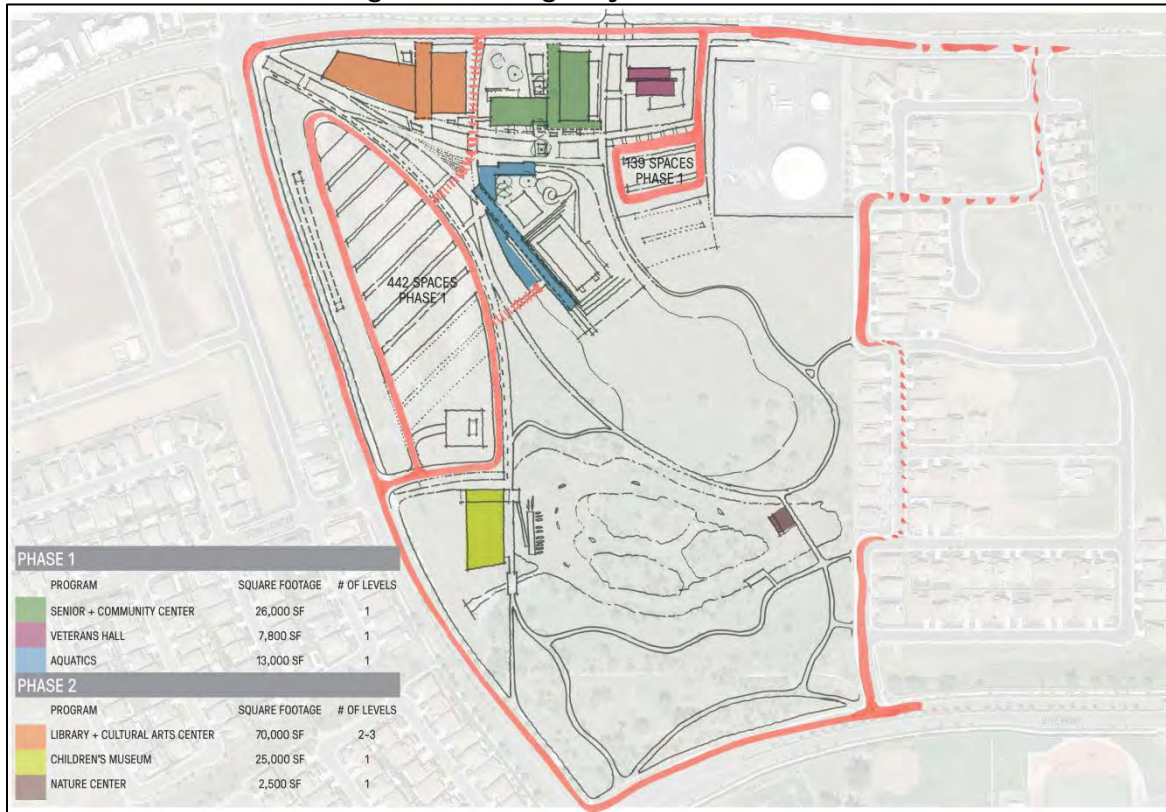 139 SPACES
PHASE 1
442 SPACES
PHASE 1
PHASE 1
PROGRAM SQUARE FOOTAGE # OF LEVELS
SENIOR + COMMUNITY CENTER 26,000 SF 1
VETERANS HALL 7,800 SF 1
AQUATICS 13,000 SF 1
PHASE 2
PROGRAM SQUARE FOOTAGE # OF LEVELS
LIBRARY + CULTURAL ARTS CENTER 70,000 SF 2-3
CHILDREN'S MUSEUM 25,000 SF 1
NATURE CENTER 2,500 SF 1